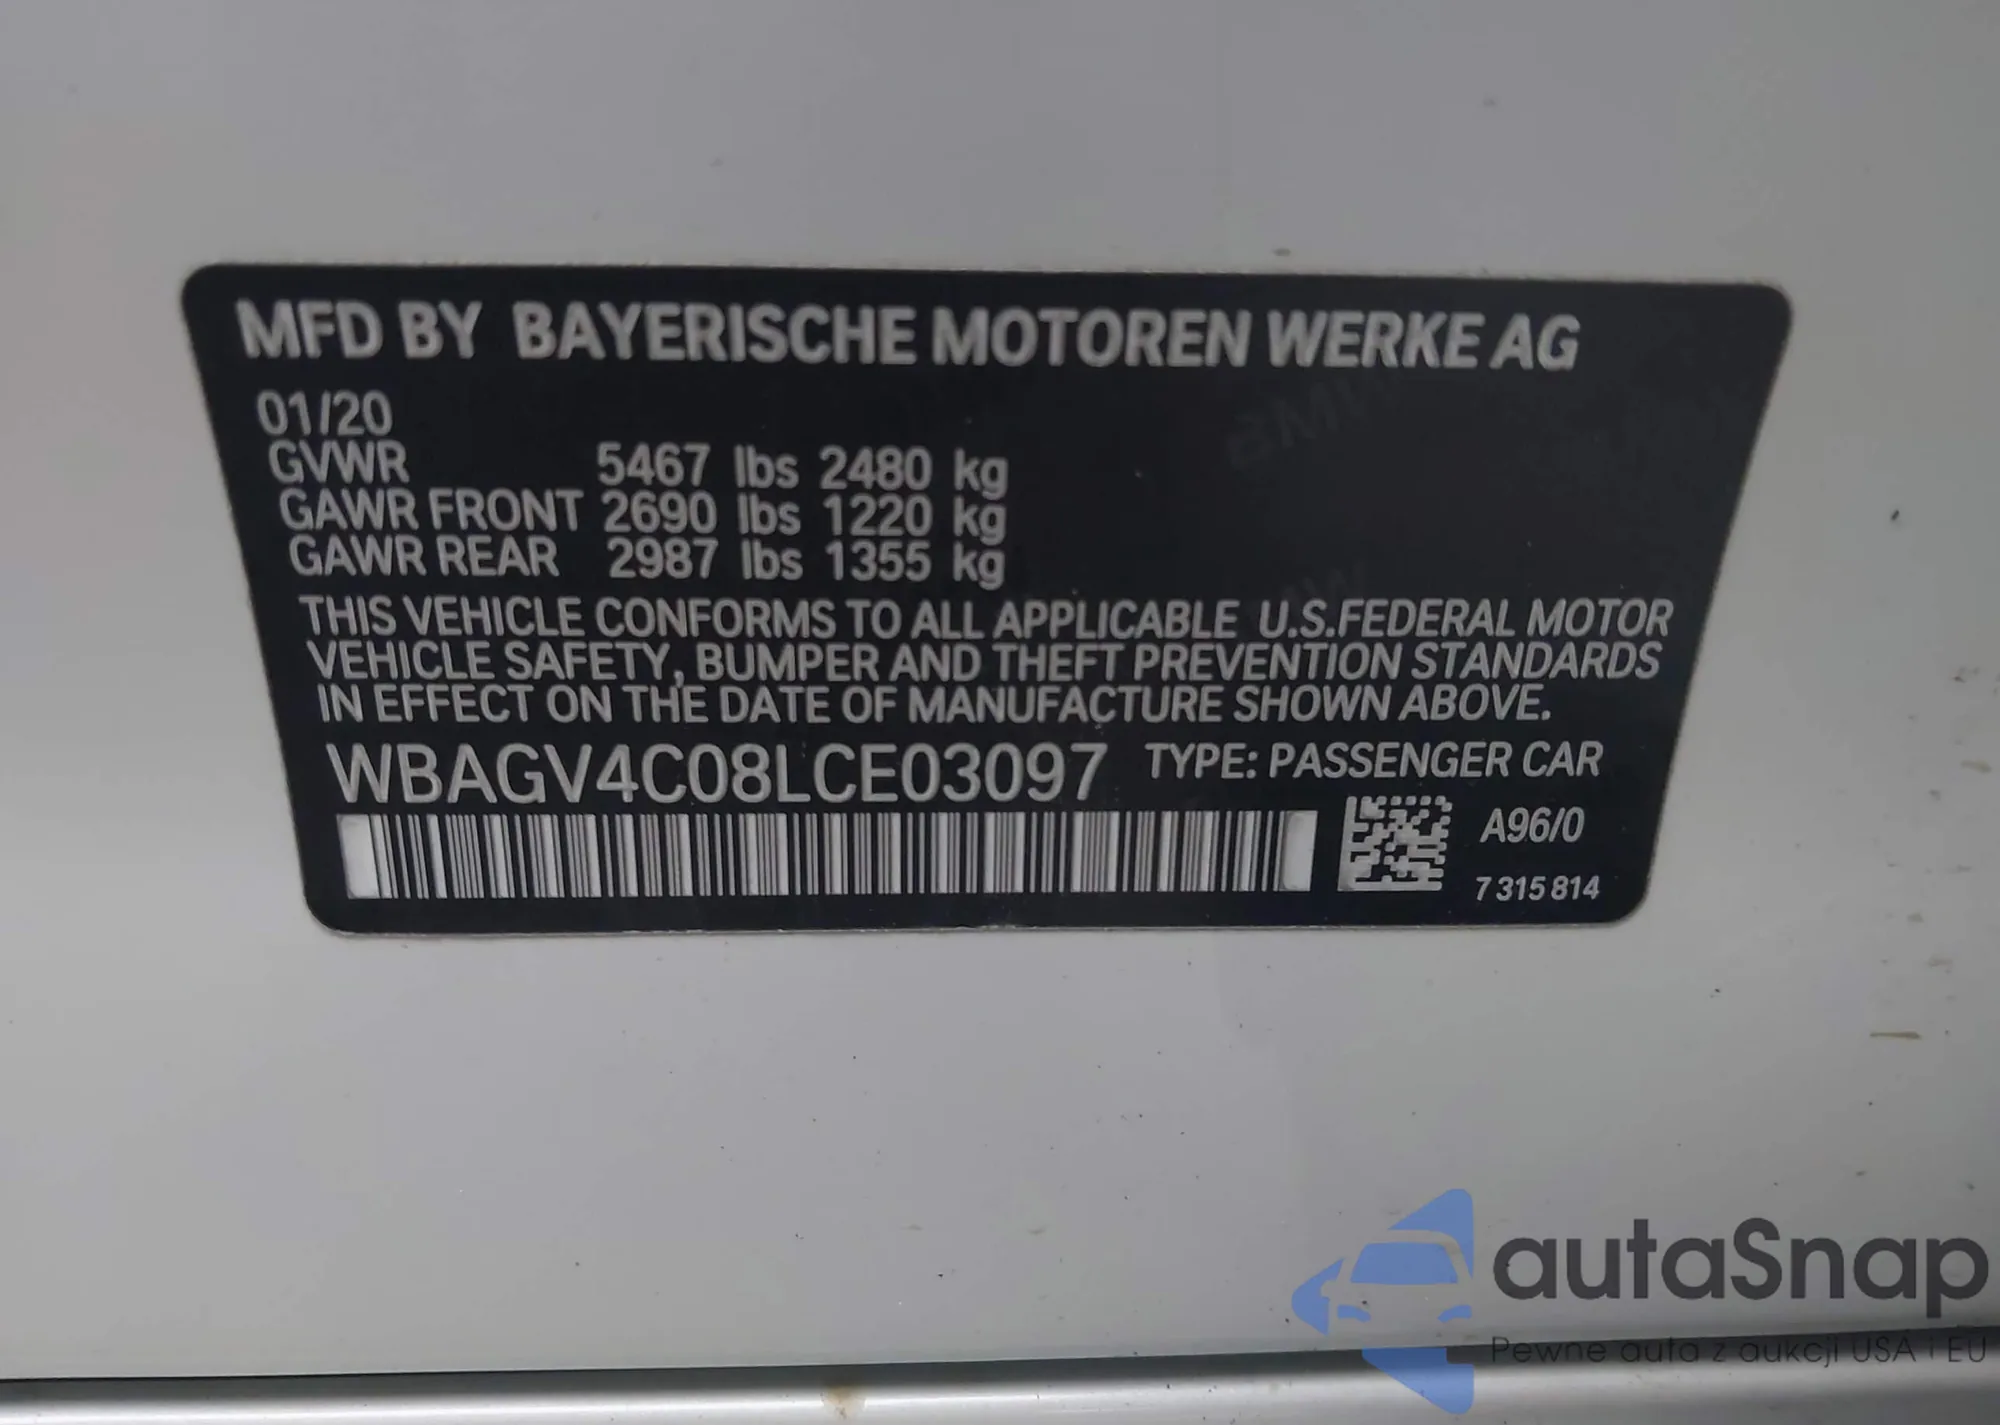 MFD BY BAYERISCHE MOTOREN WERKE AG
01/20
GVWR 5467 lbs 2480 kg
GAWR FRONT 2690 lbs 1220 kg
GAWR REAR 2987 lbs 1355 kg
THIS VEHICLE CONFORMS TO ALL APPLICABLE U.S.FEDERAL MOTOR
VEHICLE SAFETY, BUMPER AND THEFT PREVENTION STANDARDS
IN EFFECT ON THE DATE OF MANUFACTURE SHOWN ABOVE.
WBAGV4C08LCE03097 TYPE: PASSENGER CAR
A96/0
7 315 814
autaSnap
Pewne auta z aukcji USA i EU